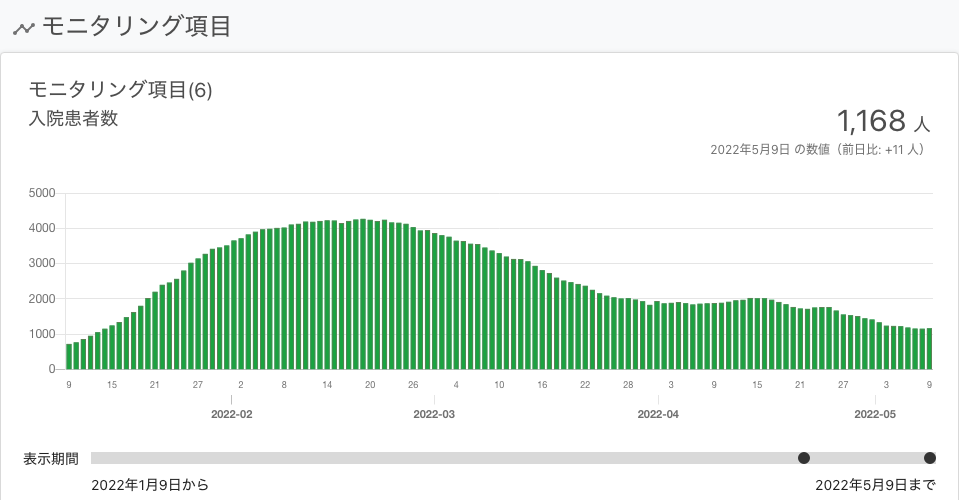 モニタリング項目
モニタリング項目(6)
入院患者数
1,168 人
2022年5月9日 の数値（前日比: +11 人）
5000
4000
3000
2000
1000
0
9 15 21 27 2 8 14 20 26 4 10 16 22 28 3 9 15 21 27 3 9
2022-02 2022-03 2022-04 2022-05
表示期間
2022年1月9日から 2022年5月9日まで